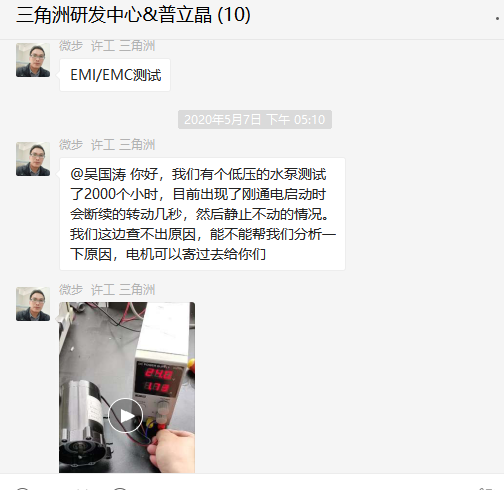 三角洲研发中心&普立晶 (10)
微步 许工 三角洲
EMI/EMC测试
2020年5月7日 下午 05:10
微步 许工 三角洲
@吴国涛 你好，我们有个低压的水泵测试
了2000个小时，目前出现了刚通电启动时
会断续的转动几秒，然后静止不动的情况。
我们这边查不出原因，能不能帮我们分析一
下原因，电机可以寄过去给你们
微步 许工 三角洲